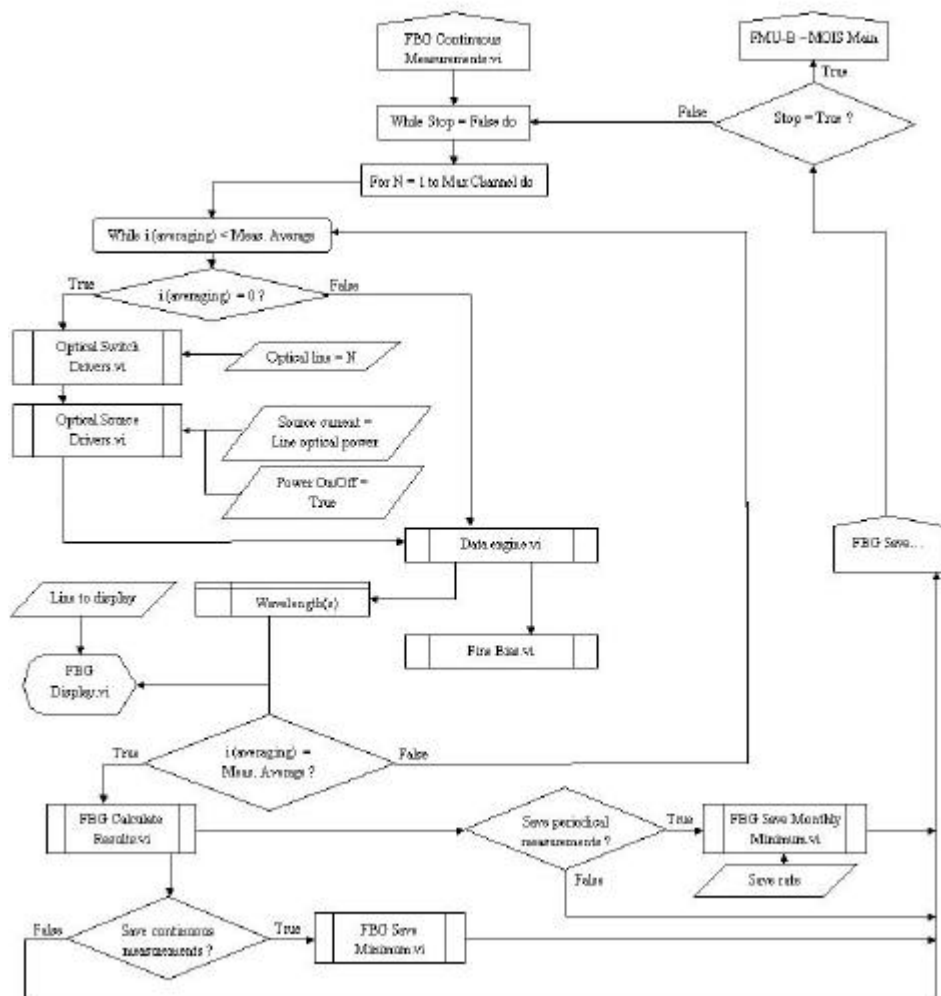 FBG Continuous
Measurements.vi
FMU-B - MOIS Main
True
Stop = True ?
False
While Stop = False do
For N = 1 to Max Channel do
While i (averaging) < Meas. Average
True
i (averaging) = 0 ?
False
Optical Switch
Drivers.vi
Optical line = N
Optical Source
Drivers.vi
Source current =
Line optical power
Power On/Off =
True
Data engine.vi
FBG Save...
Line to display
Wavelength(s)
Fine Bias.vi
FBG
Display.vi
True
i (averaging) =
Meas. Average ?
False
FBG Calculate
Results.vi
Save periodical
measurements ?
True
FBG Save Monthly
Minimum.vi
False
Save rate
False
Save continuous
measurements ?
True
FBG Save
Minimum.vi